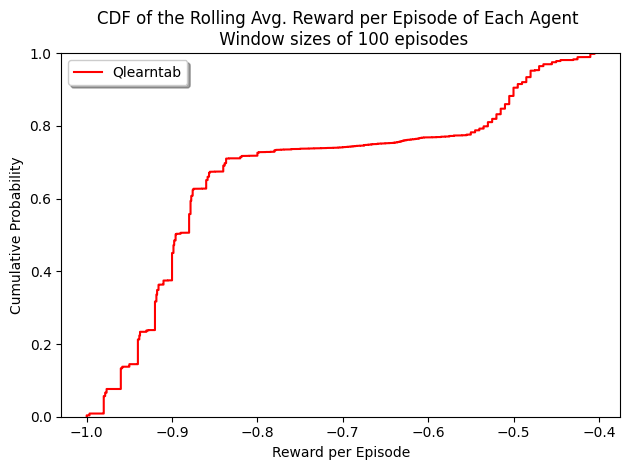 CDF of the Rolling Avg. Reward per Episode of Each Agent
Window sizes of 100 episodes
Qlearntab
Cumulative Probability
1.0
0.8
0.6
0.4
0.2
0.0
−1.0 −0.9 −0.8 −0.7 −0.6 −0.5 −0.4
Reward per Episode